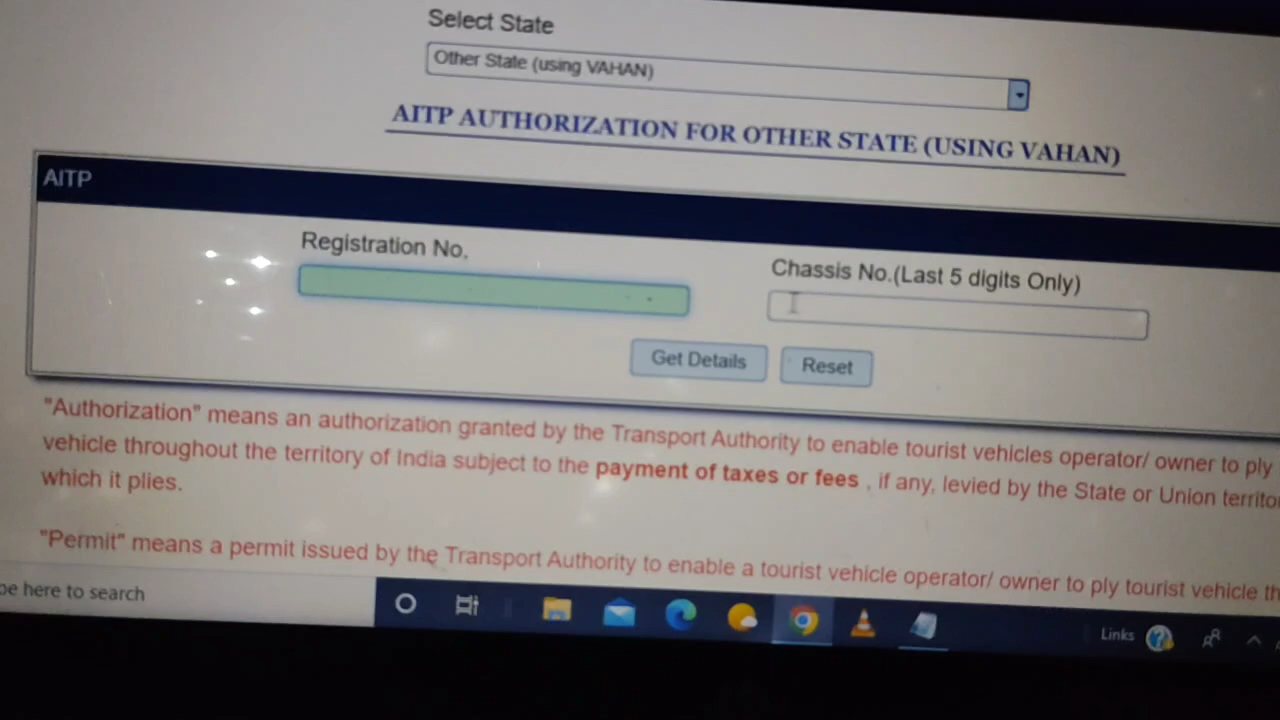 Select State
Other State (using VAHAN)
AITP AUTHORIZATION FOR OTHER STATE (USING VAHAN)
AITP
Registration No.
Chassis No.(Last 5 digits Only)
Get Details
Reset
"Authorization" means an authorization granted by the Transport Authority to enable tourist vehicles operator/ owner to ply
vehicle throughout the territory of India subject to the payment of taxes or fees , if any, levied by the State or Union territo
which it plies.
"Permit" means a permit issued by the Transport Authority to enable a tourist vehicle operator/ owner to ply tourist vehicle th
pe here to search
Links